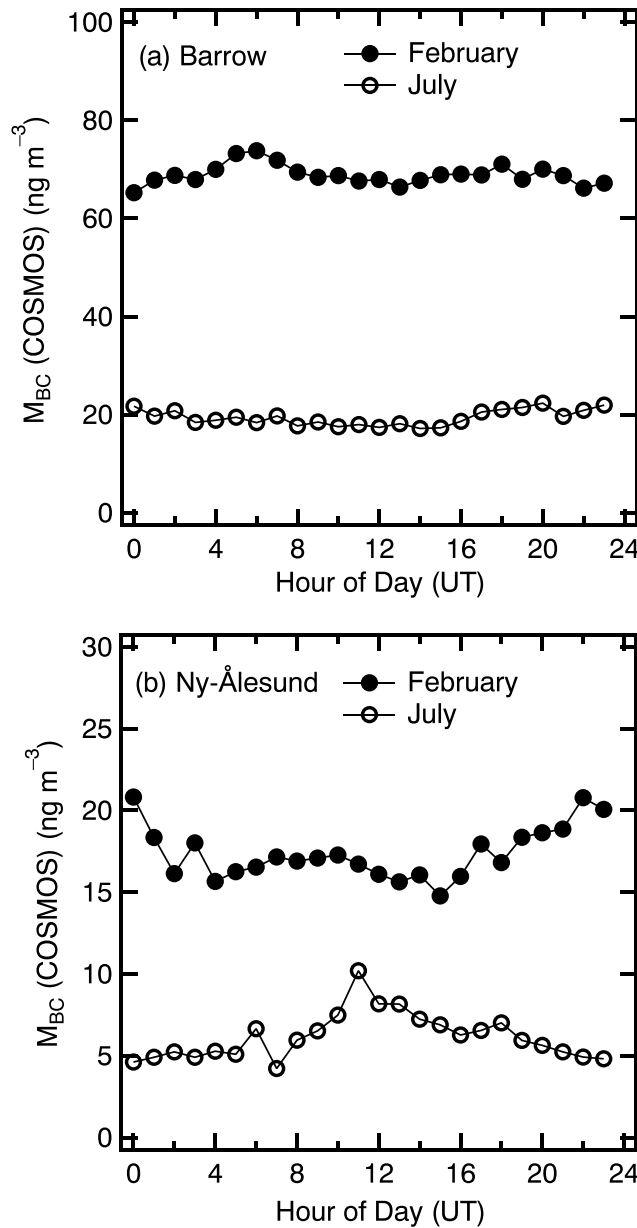 100
80
60
40
20
0
M_BC (COSMOS) (ng m⁻³)
(a) Barrow
February
July
0 4 8 12 16 20 24
Hour of Day (UT)
30
25
20
15
10
5
0
M_BC (COSMOS) (ng m⁻³)
(b) Ny-Ålesund
February
July
0 4 8 12 16 20 24
Hour of Day (UT)